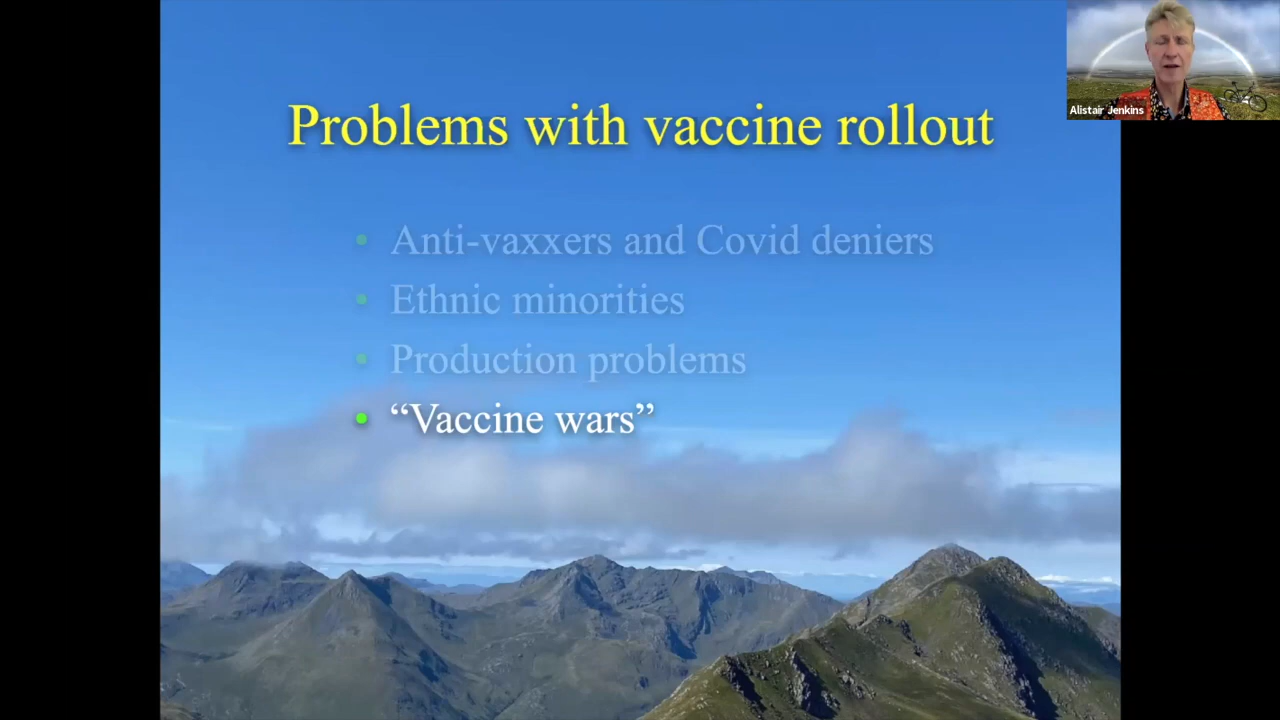 Problems with vaccine rollout
• Anti-vaxxers and Covid deniers
• Ethnic minorities
• Production problems
• “Vaccine wars”
Alistair Jenkins